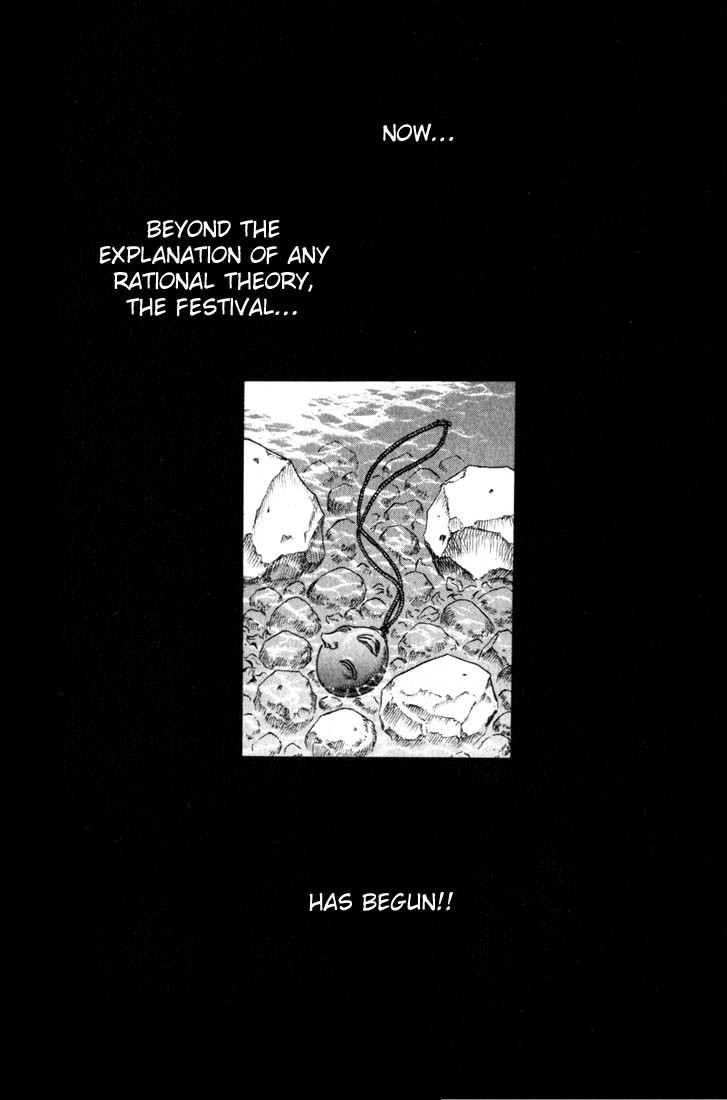 NOW...
BEYOND THE
EXPLANATION OF ANY
RATIONAL THEORY,
THE FESTIVAL...
HAS BEGUN!!